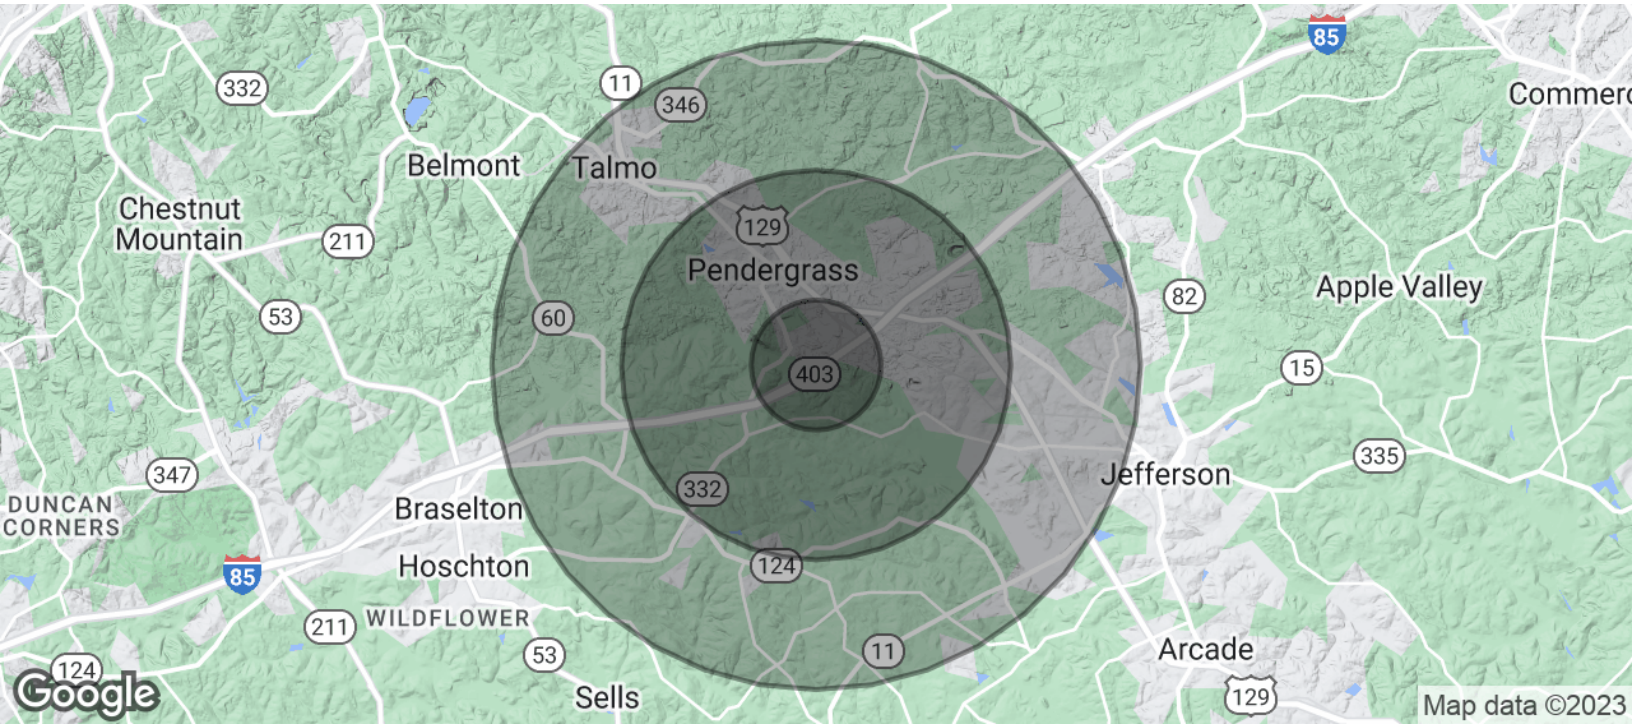 85
332
11
346
Commerc
Belmont
Talmo
Chestnut
Mountain
211
129
Pendergrass
82
Apple Valley
53
60
403
15
347
332
Jefferson
335
DUNCAN
CORNERS
Braselton
85
Hoschton
124
211
WILDFLOWER
53
11
Arcade
124
Google
Sells
129
Map data ©2023